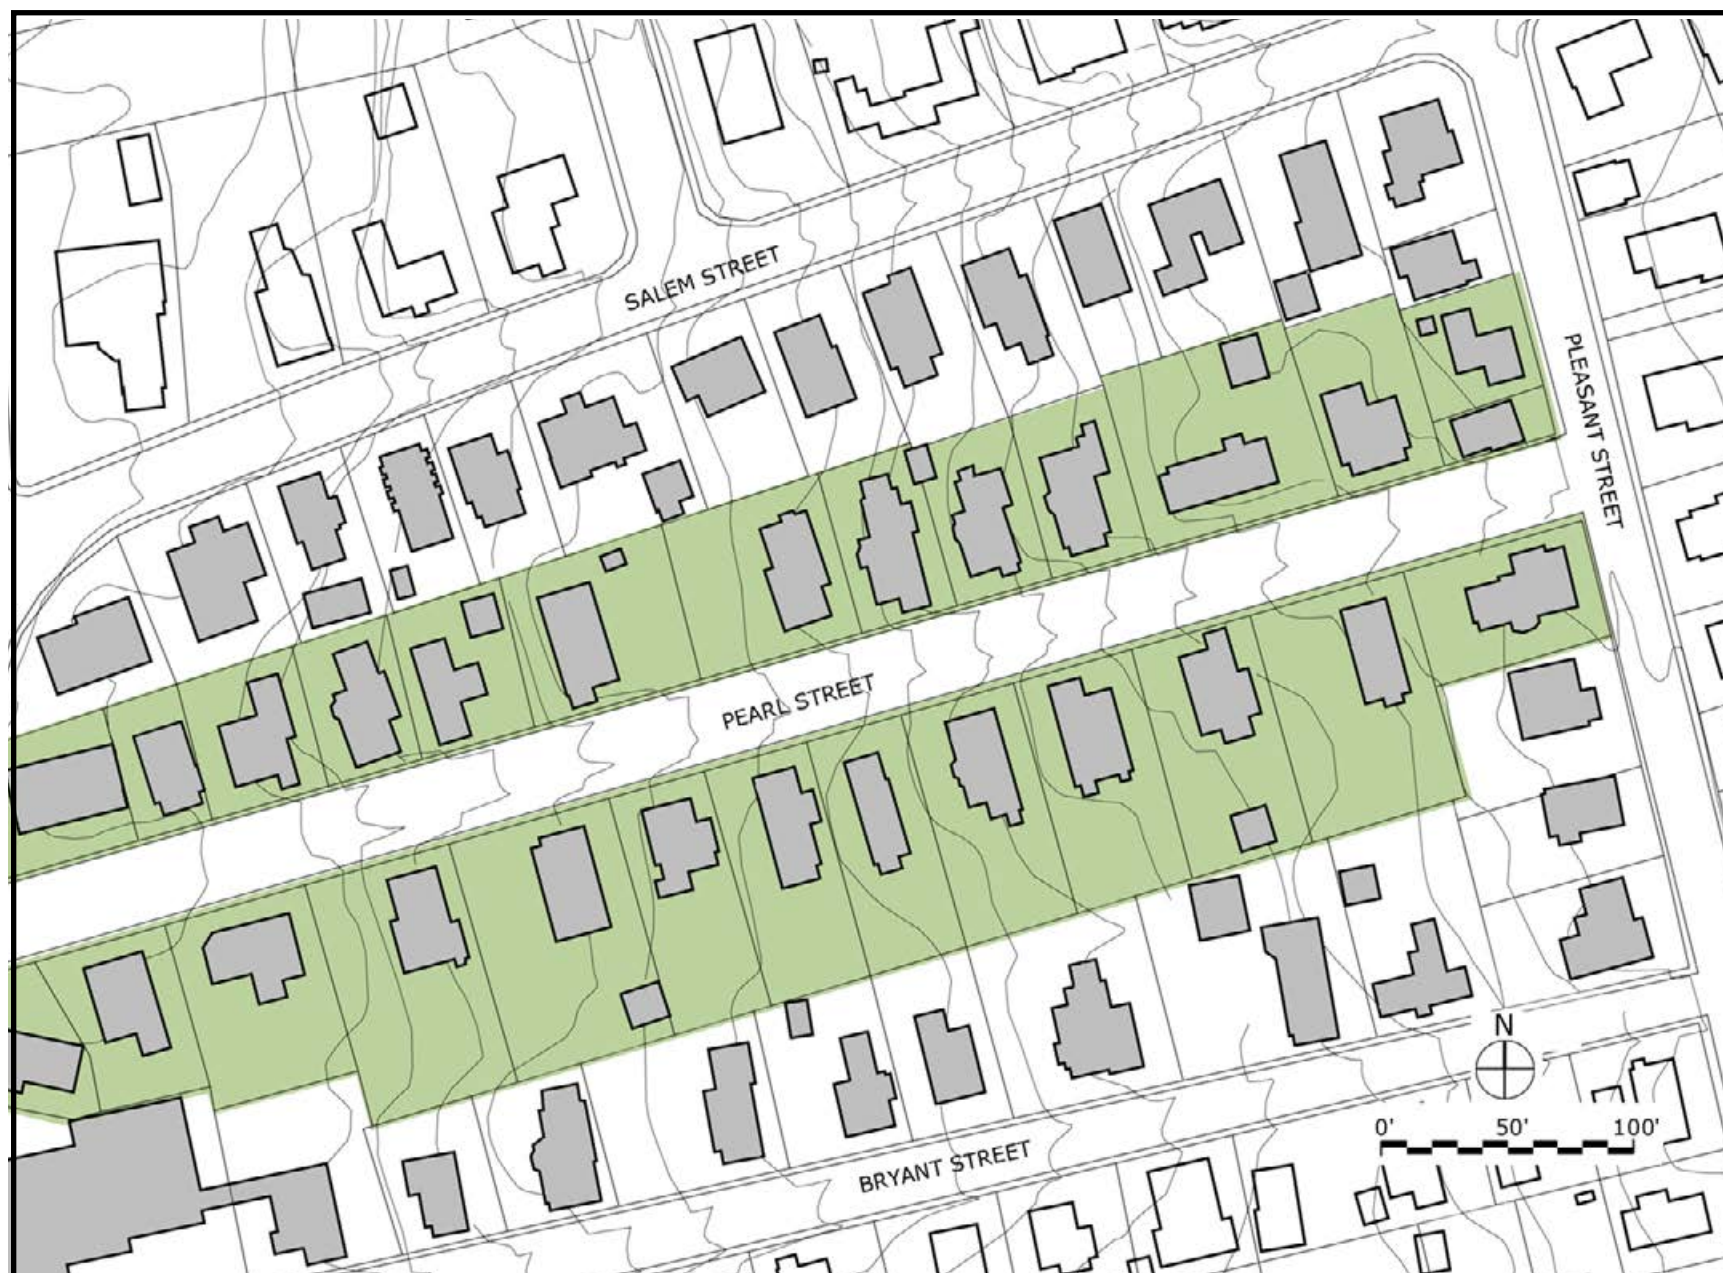 SALEM STREET
PLEASANT STREET
PEARL STREET
N
0' 50' 100'
BRYANT STREET